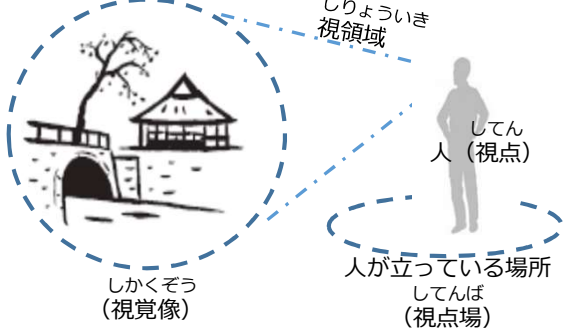 しりょういき
視領域
してん
人（視点）
人が立っている場所
してんば
（視点場）
しかくぞう
（視覚像）